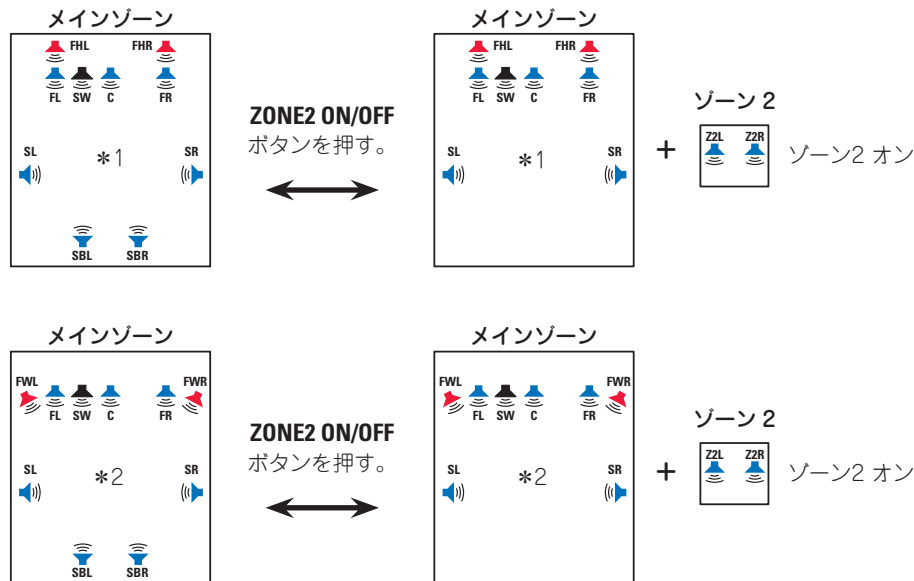 メインゾーン
FHL FHR
FL SW C FR
SL *1 SR
SBL SBR
ZONE2 ON/OFF
ボタンを押す。
メインゾーン
FHL FHR
FL SW C FR
SL *1 SR
+
ゾーン 2
Z2L Z2R
ゾーン2 オン
メインゾーン
FWL FWR
FL SW C FR
SL *2 SR
SBL SBR
ZONE2 ON/OFF
ボタンを押す。
メインゾーン
FWL FWR
FL SW C FR
SL *2 SR
+
ゾーン 2
Z2L Z2R
ゾーン2 オン